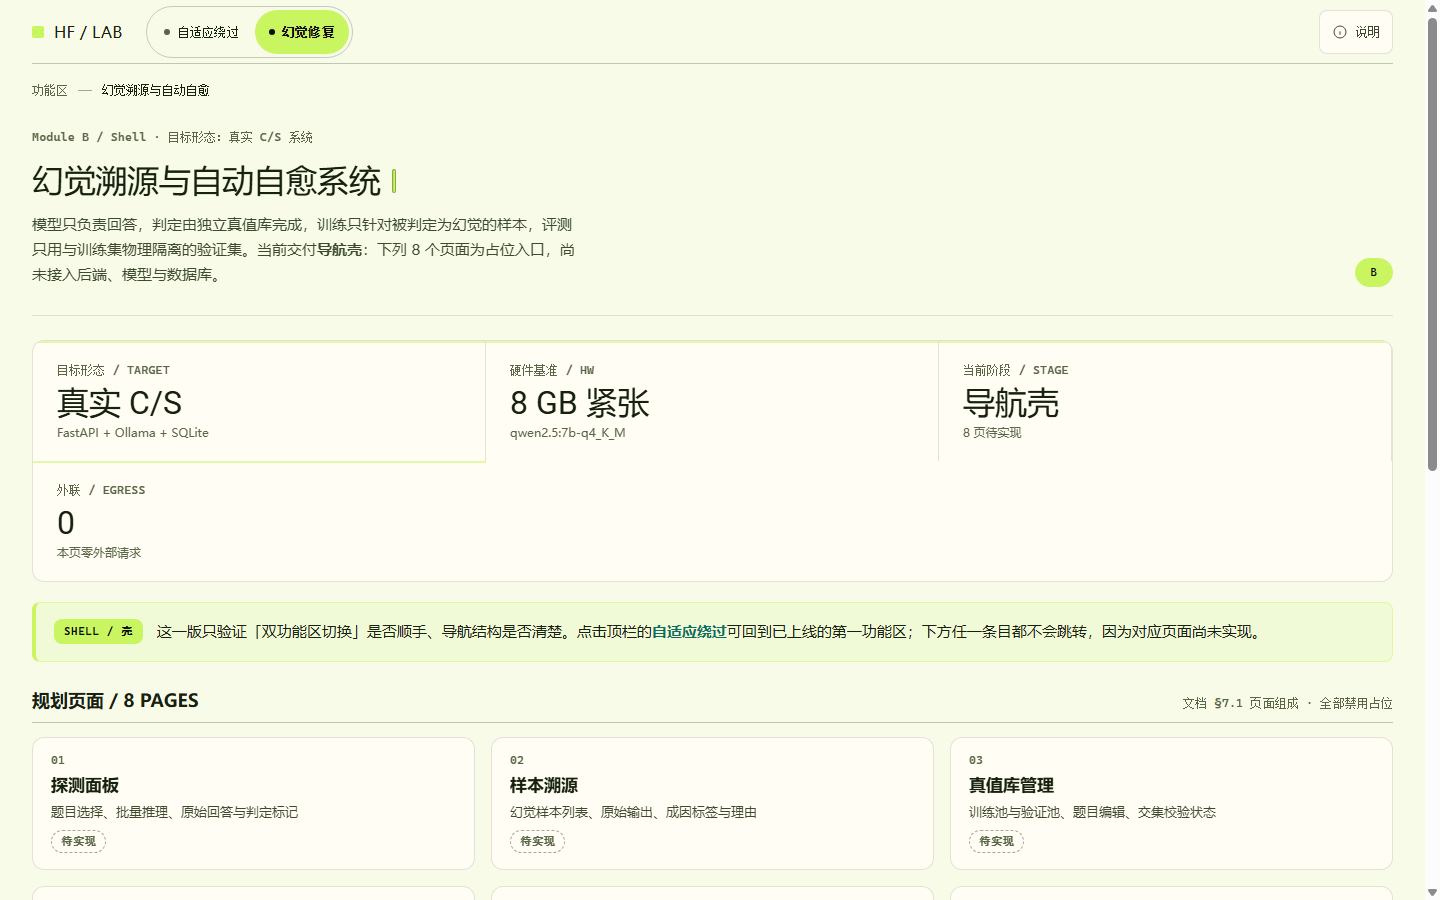 HF / LAB
自适应绕过
幻觉修复
说明
功能区 — 幻觉溯源与自动自愈
Module B / Shell · 目标形态: 真实 C/S 系统
幻觉溯源与自动自愈系统
模型只负责回答，判定由独立真值库完成，训练只针对被判定为幻觉的样本，评测
只用与训练集物理隔离的验证集。当前交付导航壳：下列 8 个页面为占位入口，尚
未接入后端、模型与数据库。
B
目标形态 / TARGET
真实 C/S
FastAPI + Ollama + SQLite
硬件基准 / HW
8 GB 紧张
qwen2.5:7b-q4_K_M
当前阶段 / STAGE
导航壳
8 页待实现
外联 / EGRESS
0
本页零外部请求
SHELL / 壳
这一版只验证「双功能区切换」是否顺手、导航结构是否清楚。点击顶栏的自适应绕过可回到已上线的第一功能区；下方任一条目都不会跳转，因为对应页面尚未实现。
规划页面 / 8 PAGES
文档 §7.1 页面组成 · 全部禁用占位
01
探测面板
题目选择、批量推理、原始回答与判定标记
待实现
02
样本溯源
幻觉样本列表、原始输出、成因标签与理由
待实现
03
真值库管理
训练池与验证池、题目编辑、交集校验状态
待实现